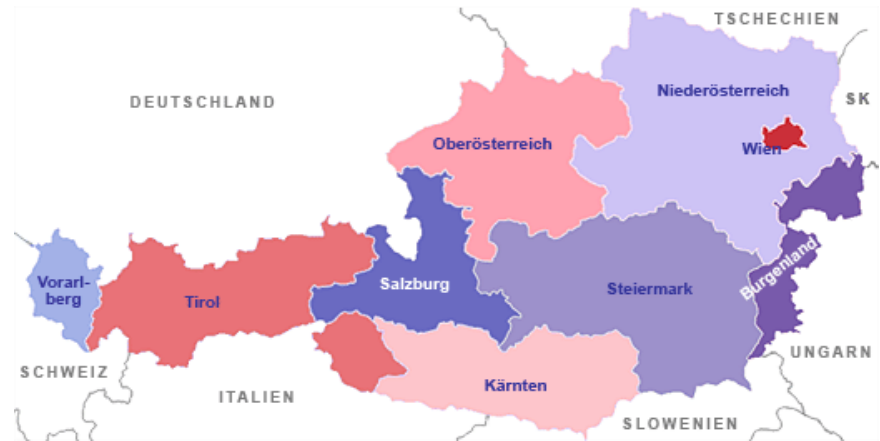 TSCHECHIEN
DEUTSCHLAND
Niederösterreich
SK
Oberösterreich
Wien
Burgenland
Vorarl-
berg
Tirol
Salzburg
Steiermark
SCHWEIZ
ITALIEN
Kärnten
UNGARN
SLOWENIEN